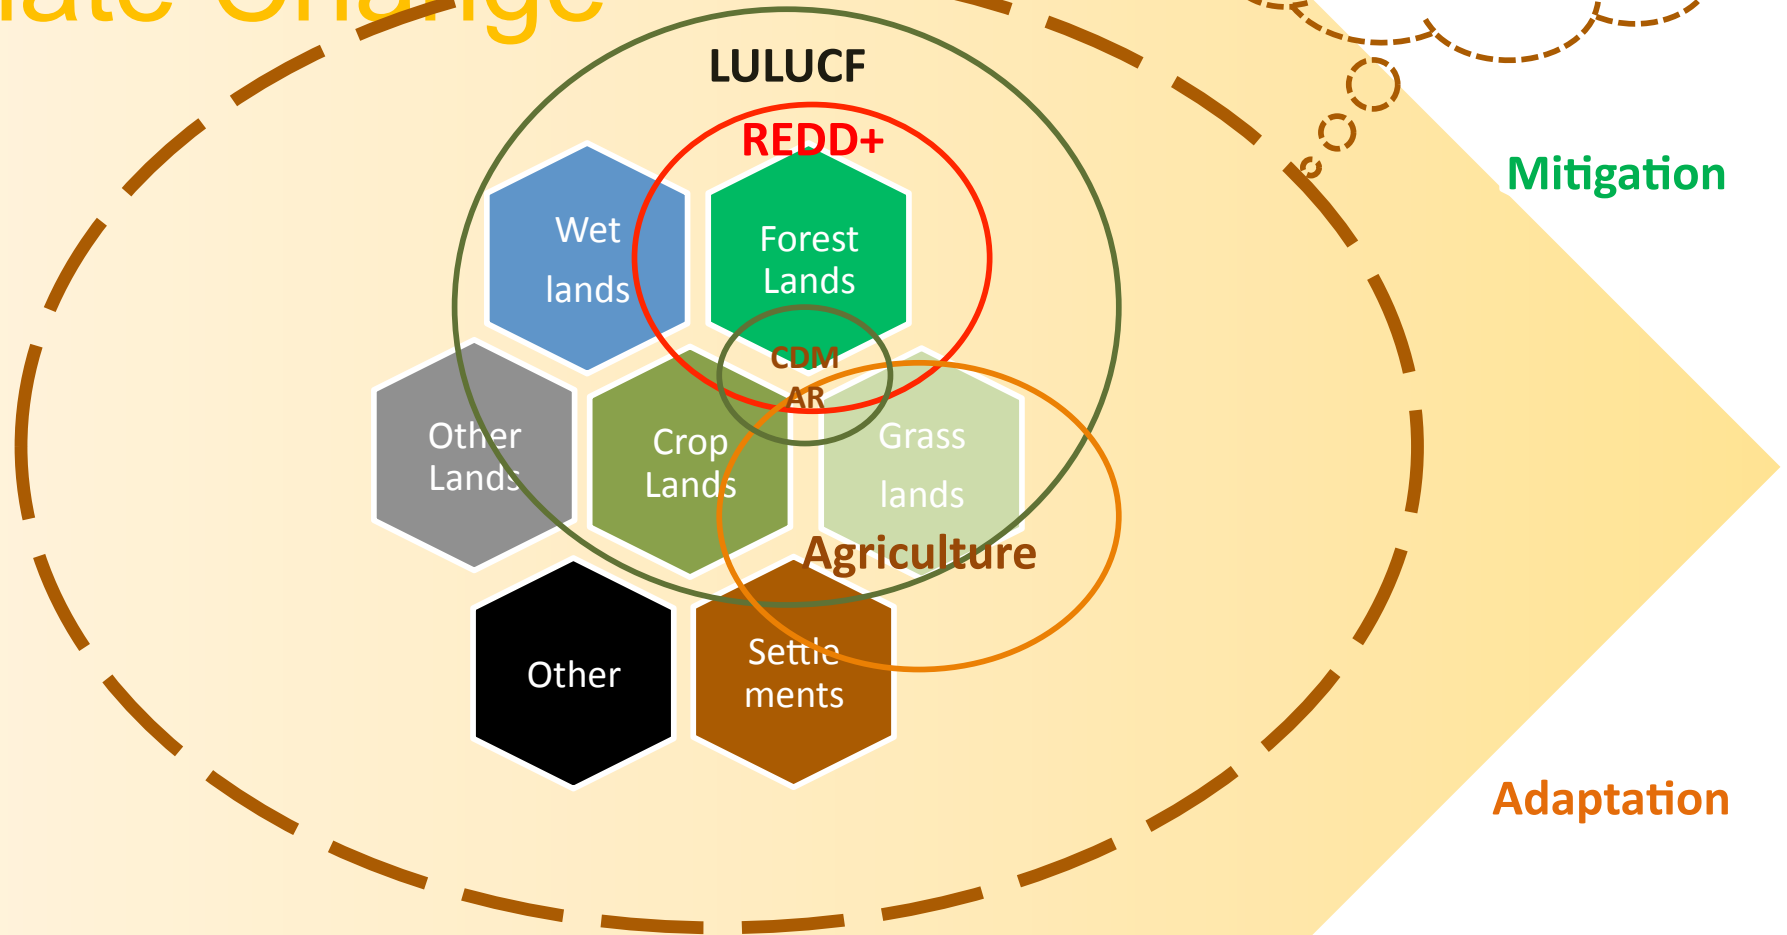 Change
LULUCF
REDD+
Mitigation
Wet
lands
Forest
Lands
CDM
AR
Other
Lands
Crop
Lands
Grass
lands
Agriculture
Other
Settle
ments
Adaptation